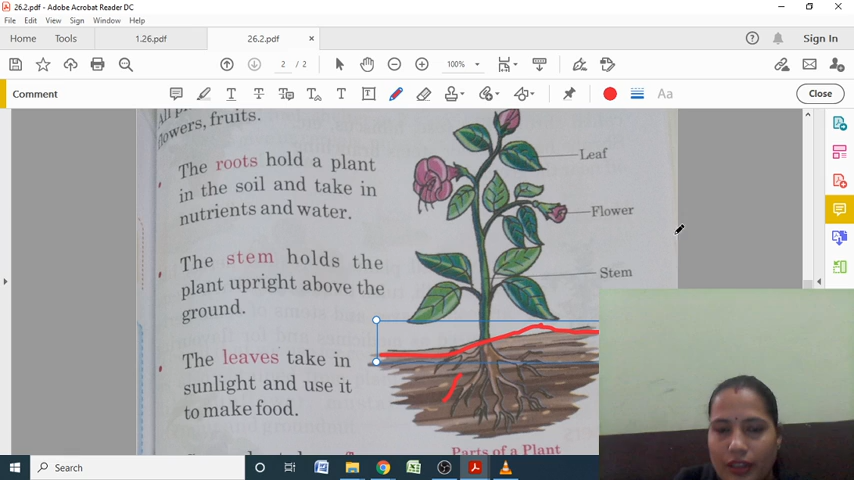 26.2.pdf - Adobe Acrobat Reader DC
File Edit View Sign Window Help
Home Tools 1.26.pdf 26.2.pdf × Sign In
2 / 2 100%
Comment Aa Close
flowers, fruits.
The roots hold a plant
in the soil and take in
nutrients and water.
The stem holds the
plant upright above the
ground.
The leaves take in
sunlight and use it
to make food.
Leaf
Flower
Stem
Parts of a Plant
Search